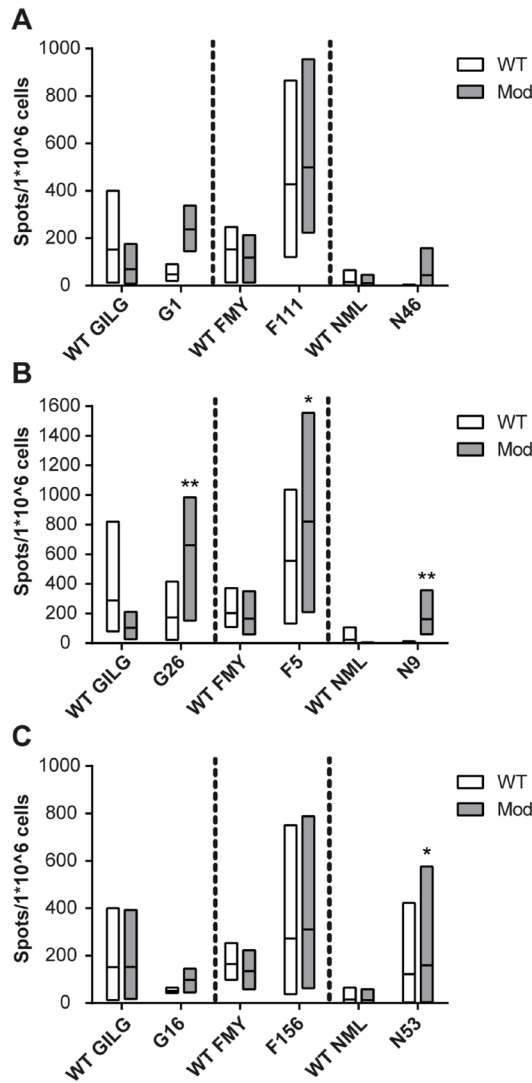 A
Spots/1*10^6 cells
1000
800
600
400
200
0
WT GILG
G1
WT FMY
F111
WT NML
N46
WT
Mod
B
Spots/1*10^6 cells
1600
1400
1200
1000
800
600
400
200
0
**
*
**
WT GILG
G26
WT FMY
F5
WT NML
N9
WT
Mod
C
Spots/1*10^6 cells
1000
800
600
400
200
0
*
WT GILG
G16
WT FMY
F156
WT NML
N53
WT
Mod